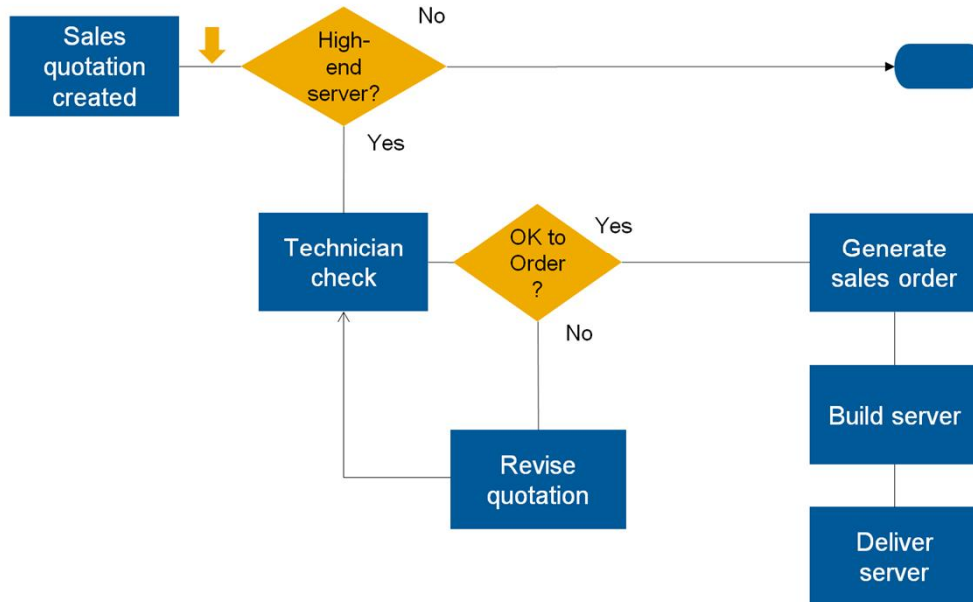 Sales
quotation
created
High-
end
server?
No
Yes
Technician
check
OK to
Order
?
Yes
No
Generate
sales order
Revise
quotation
Build server
Deliver
server